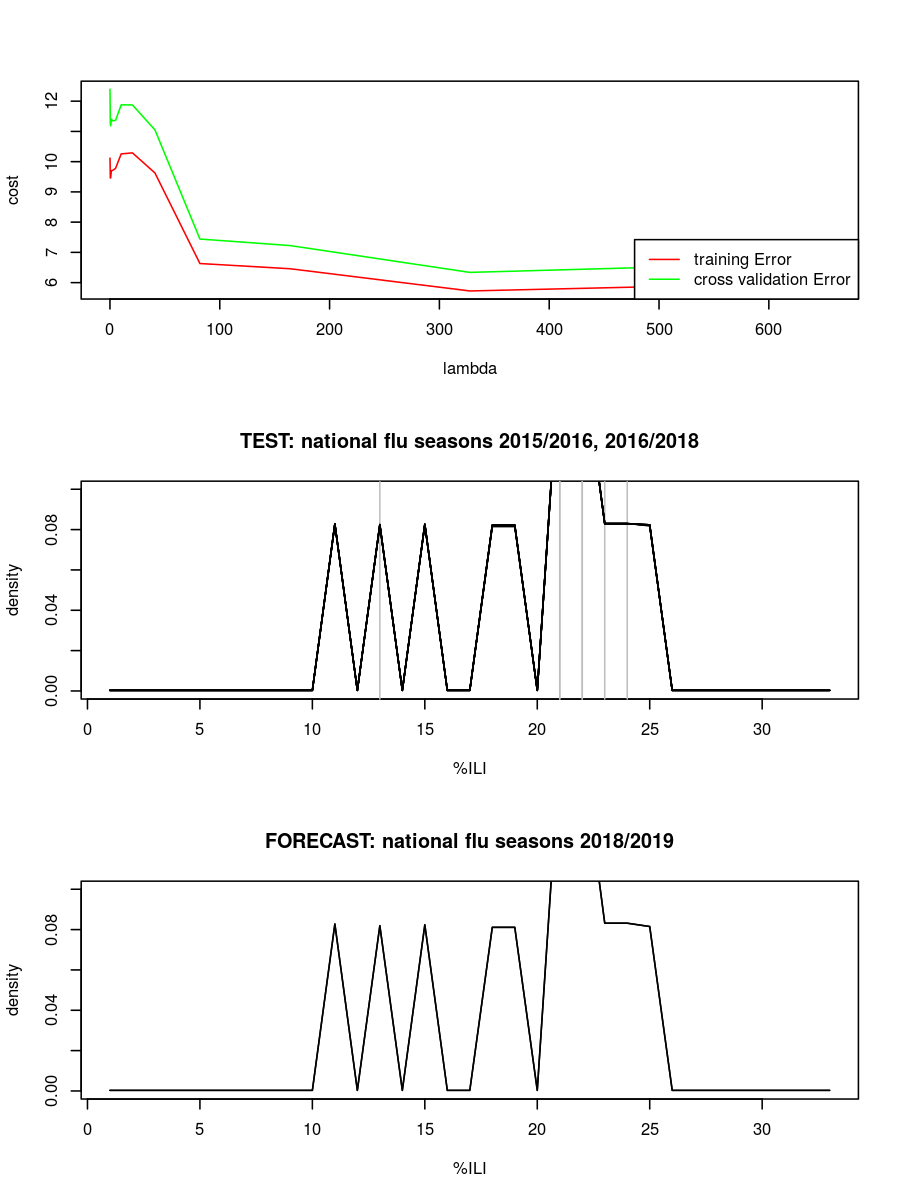 12
10
9
8
7
6
cost
training Error
cross validation Error
0 100 200 300 400 500 600
lambda
TEST: national flu seasons 2015/2016, 2016/2018
0.08
0.04
0.00
density
0 5 10 15 20 25 30
%ILI
FORECAST: national flu seasons 2018/2019
0.08
0.04
0.00
density
0 5 10 15 20 25 30
%ILI